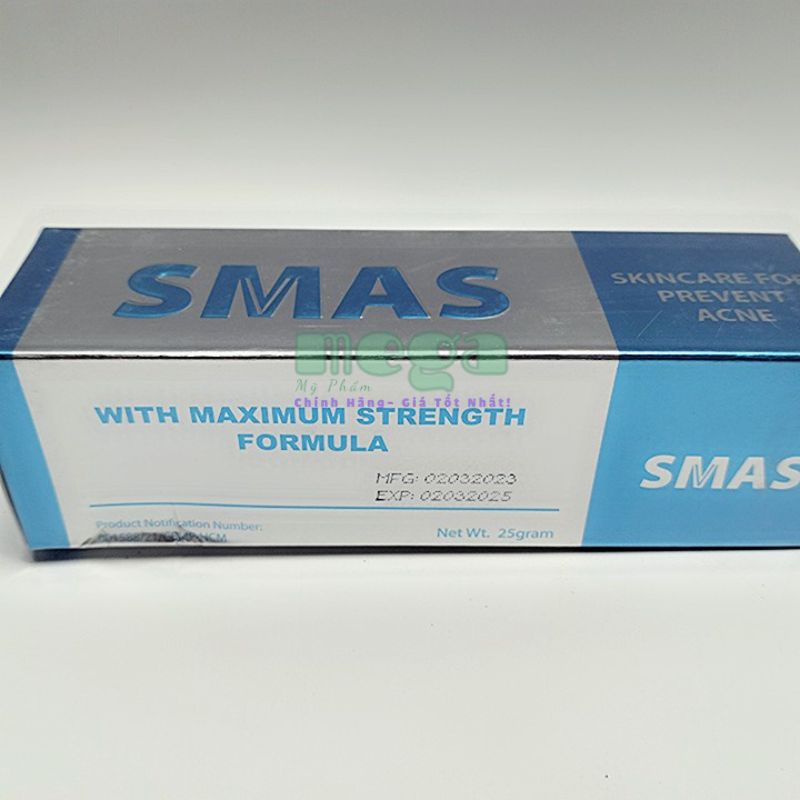 SMAS
SKINCARE FOR
PREVENT
ACNE
mega
Mỹ Phẩm
Chính Hãng- Giá Tốt Nhất!
WITH MAXIMUM STRENGTH
FORMULA
MFG: 02032023
EXP: 02032025
SMAS
Product Notification Number:
HCM
Net Wt. 25gram